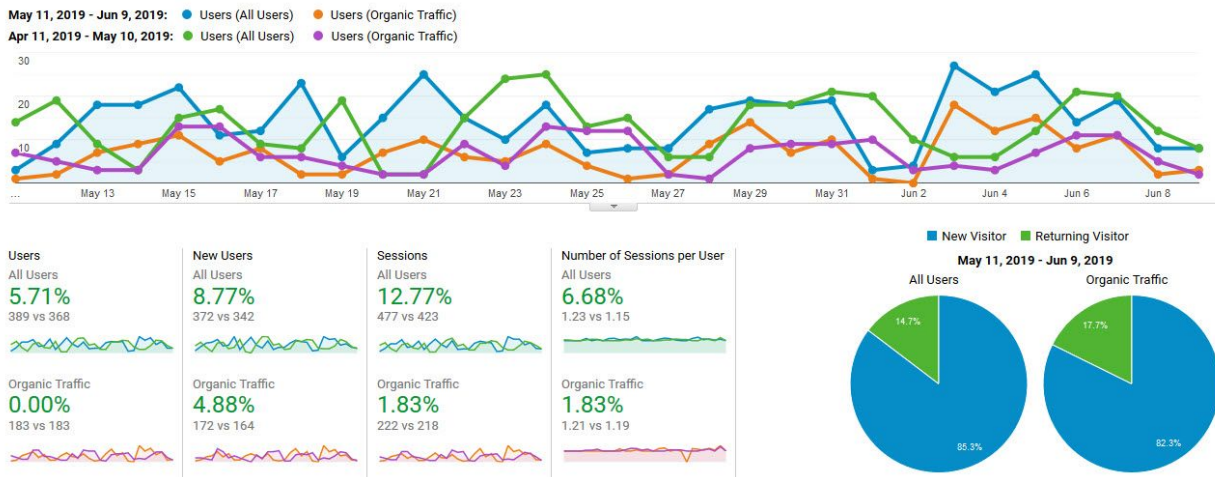 May 11, 2019 - Jun 9, 2019: Users (All Users) Users (Organic Traffic)
Apr 11, 2019 - May 10, 2019: Users (All Users) Users (Organic Traffic)
30
20
10
... May 13 May 15 May 17 May 19 May 21 May 23 May 25 May 27 May 29 May 31 Jun 2 Jun 4 Jun 6 Jun 8
New Visitor Returning Visitor
May 11, 2019 - Jun 9, 2019
Users New Users Sessions Number of Sessions per User
All Users All Users All Users All Users
5.71% 8.77% 12.77% 6.68%
389 vs 368 372 vs 342 477 vs 423 1.23 vs 1.15
Organic Traffic Organic Traffic Organic Traffic Organic Traffic
0.00% 4.88% 1.83% 1.83%
183 vs 183 172 vs 164 222 vs 218 1.21 vs 1.19
All Users Organic Traffic
14.7% 17.7%
85.3% 82.3%